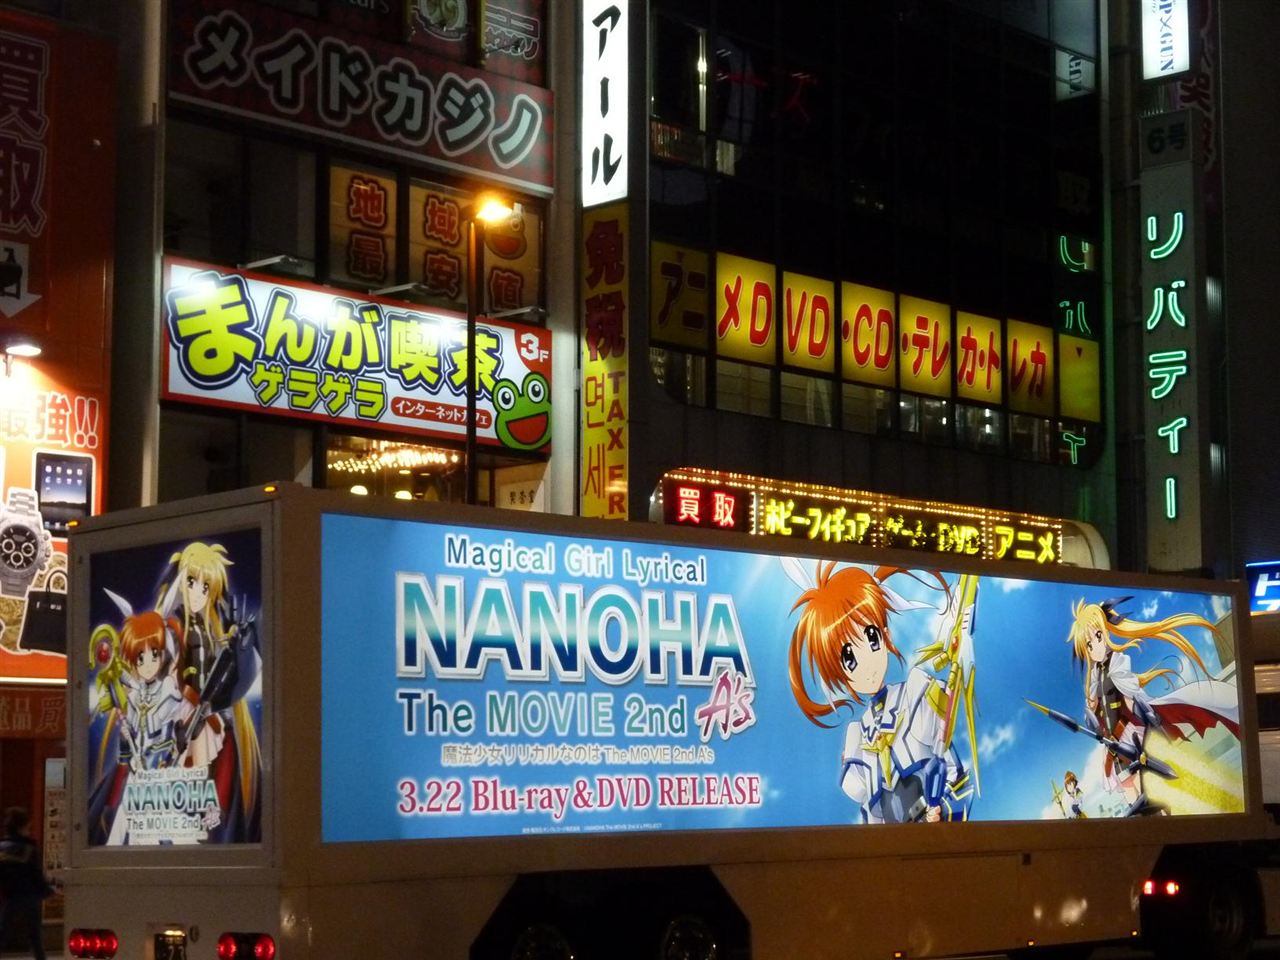 メイドカジノ
地域
最安
値
まんが喫茶
3F
ゲラゲラ
インターネットカフェ
買取
最強!!
アール
免税
면세
TAX
メDVD・CD・テレカ・トレカ
6号
リバティー
買取
ホビーフィギュア
ゲーム DVD
アニメ
Magical Girl Lyrical
NANOHA
The MOVIE 2nd
A's
魔法少女リリカルなのは The MOVIE 2nd A's
3.22 Blu-ray&DVD RELEASE
Magical Girl Lyrical
NANOHA
The MOVIE 2nd
A's